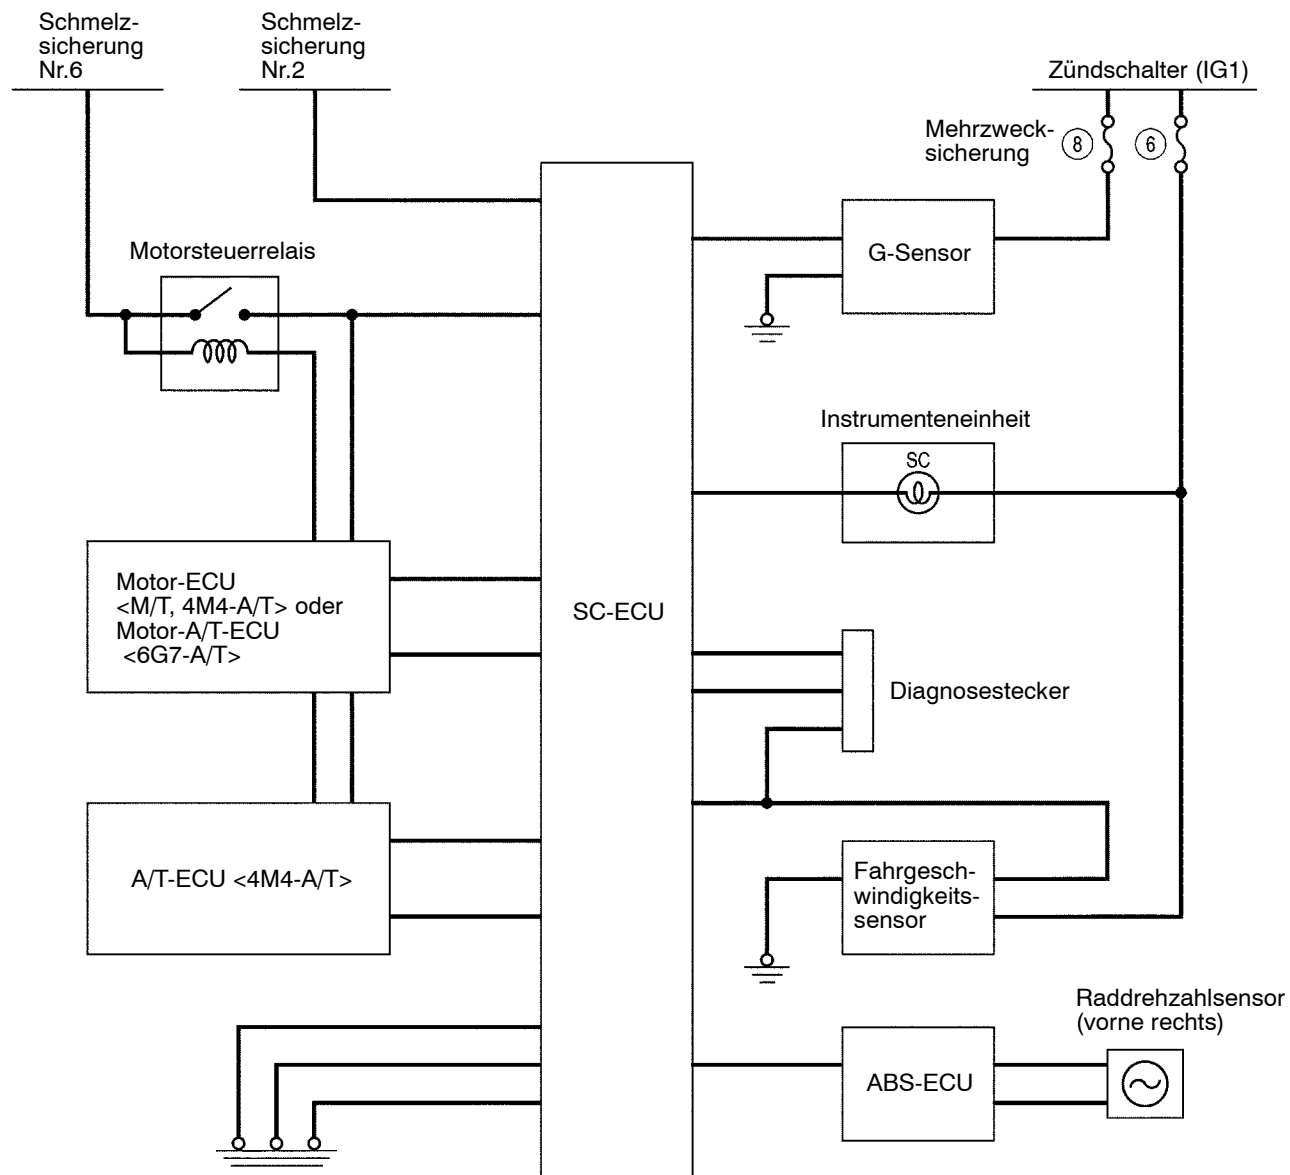 Schmelz-
sicherung
Nr.6
Schmelz-
sicherung
Nr.2
Zündschalter (IG1)
Mehrzweck-
sicherung
8
6
Motorsteuerrelais
G-Sensor
Instrumenteneinheit
SC
Motor-ECU
<M/T, 4M4-A/T> oder
Motor-A/T-ECU
<6G7-A/T>
SC-ECU
Diagnosestecker
A/T-ECU <4M4-A/T>
Fahrgesch-
windigkeits-
sensor
Raddrehzahlsensor
(vorne rechts)
ABS-ECU